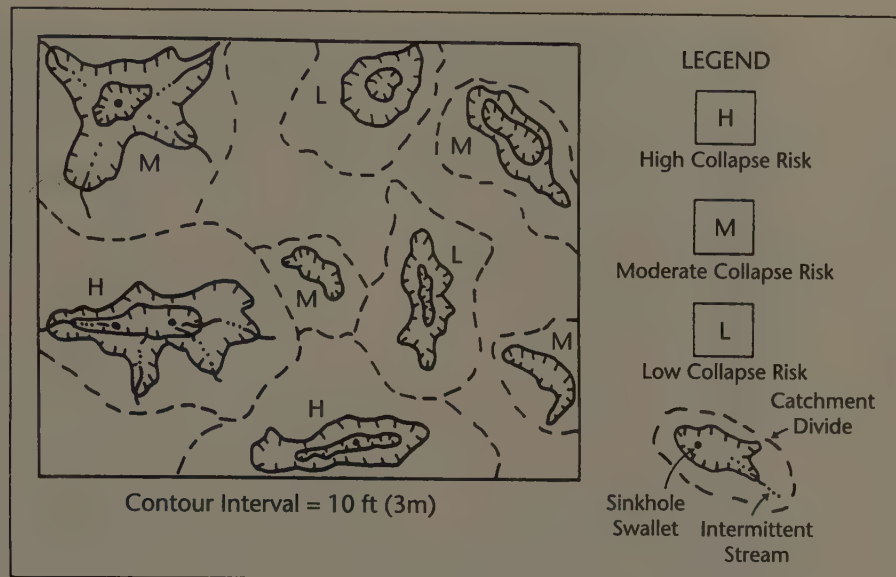 L
M
M
L
M
H
M
H
Contour Interval = 10 ft (3m)
LEGEND
H
High Collapse Risk
M
Moderate Collapse Risk
L
Low Collapse Risk
Catchment
Divide
Sinkhole
Swallet
Intermittent
Stream